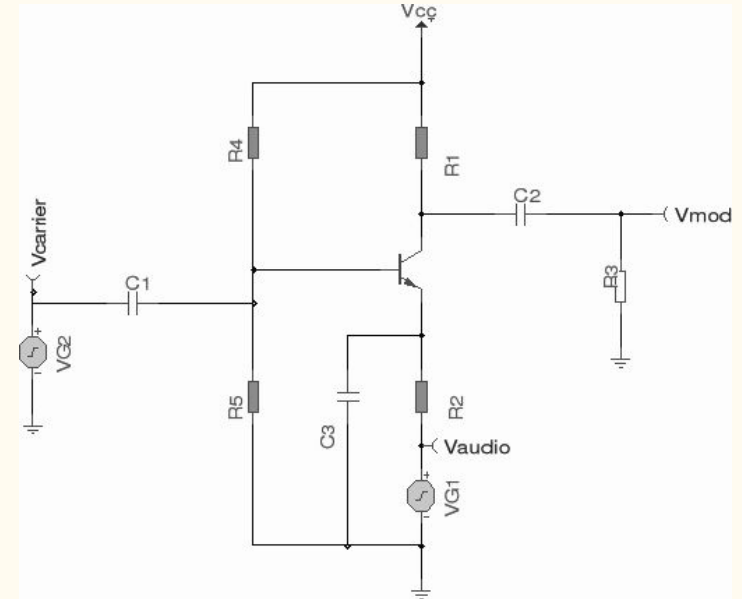 Vcc
R4
R1
C2
Vmod
Vcarrier
C1
R3
+
VG2
-
R5
C3
R2
Vaudio
+
VG1
-